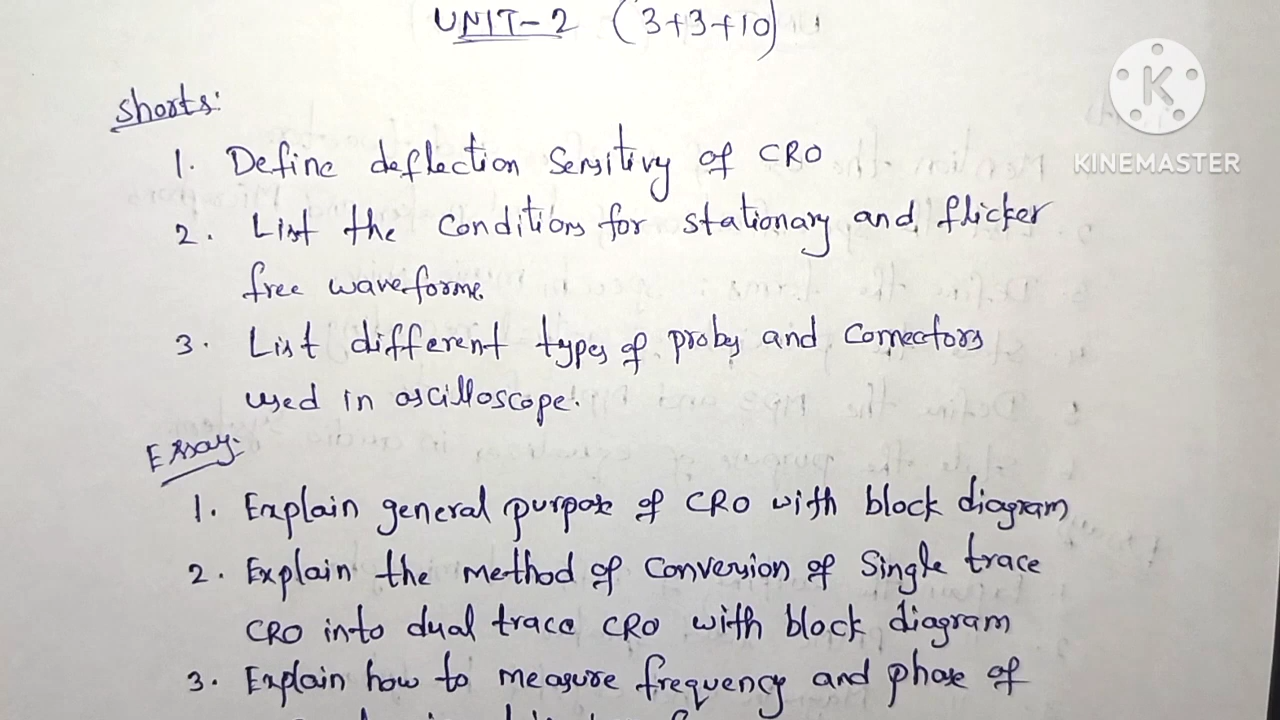 UNIT-2 (3+3+10)
KINEMASTER
Shorts:
1. Define deflection Sensitivy of CRO
2. List the Conditions for stationary and flicker
free waveforms.
3. List different types of probes and Connectors
used in oscilloscope.
Essay:
1. Explain general purpose of CRO with block diagram
2. Explain the method of Conversion of Single trace
CRO into dual trace CRO with block diagram
3. Explain how to measure frequency and phase of